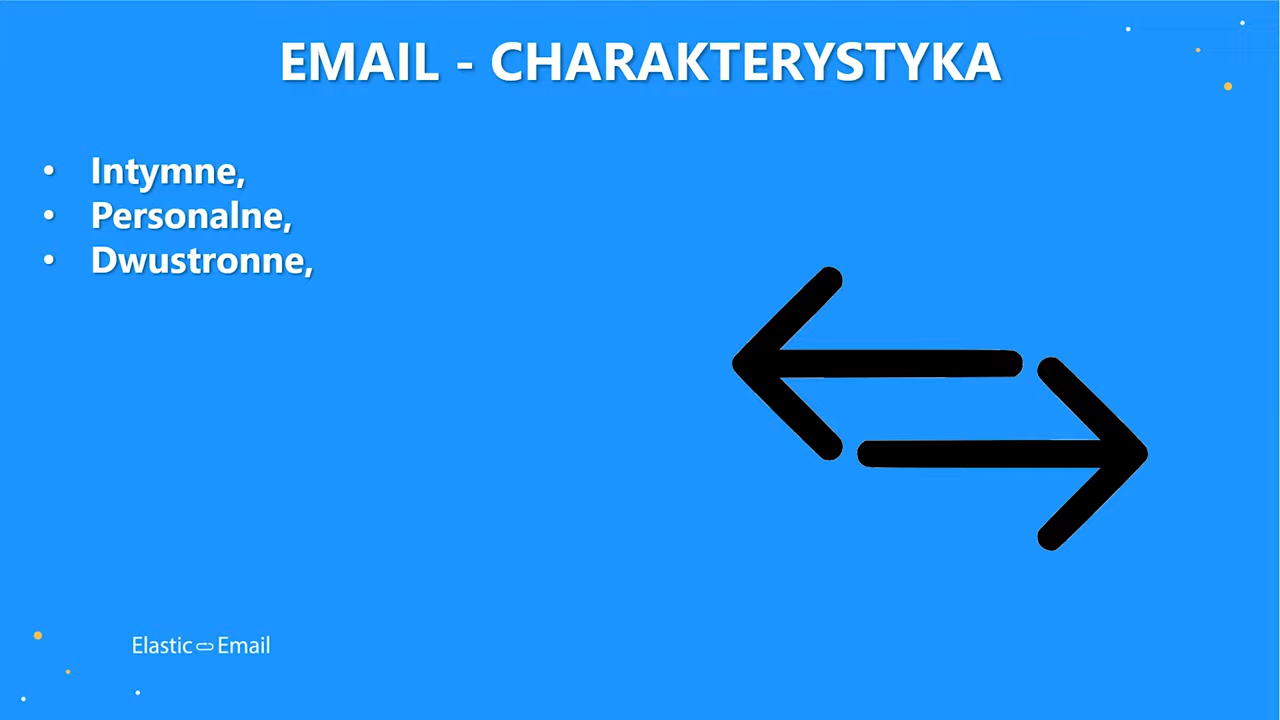 EMAIL - CHARAKTERYSTYKA
• Intymne,
• Personalne,
• Dwustronne,
Elastic Email